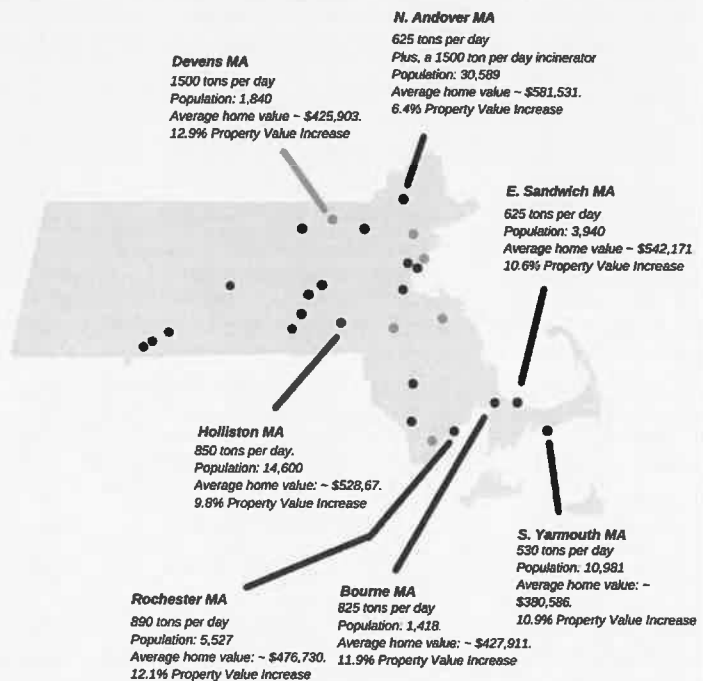 N. Andover MA
625 tons per day
Plus, a 1500 ton per day incinerator
Population: 30,589
Average home value ~ $581,531.
6.4% Property Value Increase
Devens MA
1500 tons per day
Population: 1,840
Average home value ~ $425,903.
12.9% Property Value Increase
E. Sandwich MA
625 tons per day
Population: 3,940
Average home value ~ $542,171
10.6% Property Value Increase
Holliston MA
850 tons per day.
Population: 14,600
Average home value: ~ $528,67.
9.8% Property Value Increase
S. Yarmouth MA
530 tons per day
Population: 10,981
Average home value: ~
$380,586.
10.9% Property Value Increase
Rochester MA
890 tons per day
Population: 5,527
Average home value: ~ $476,730.
12.1% Property Value Increase
Bourne MA
825 tons per day
Population: 1,418.
Average home value: ~ $427,911.
11.9% Property Value Increase